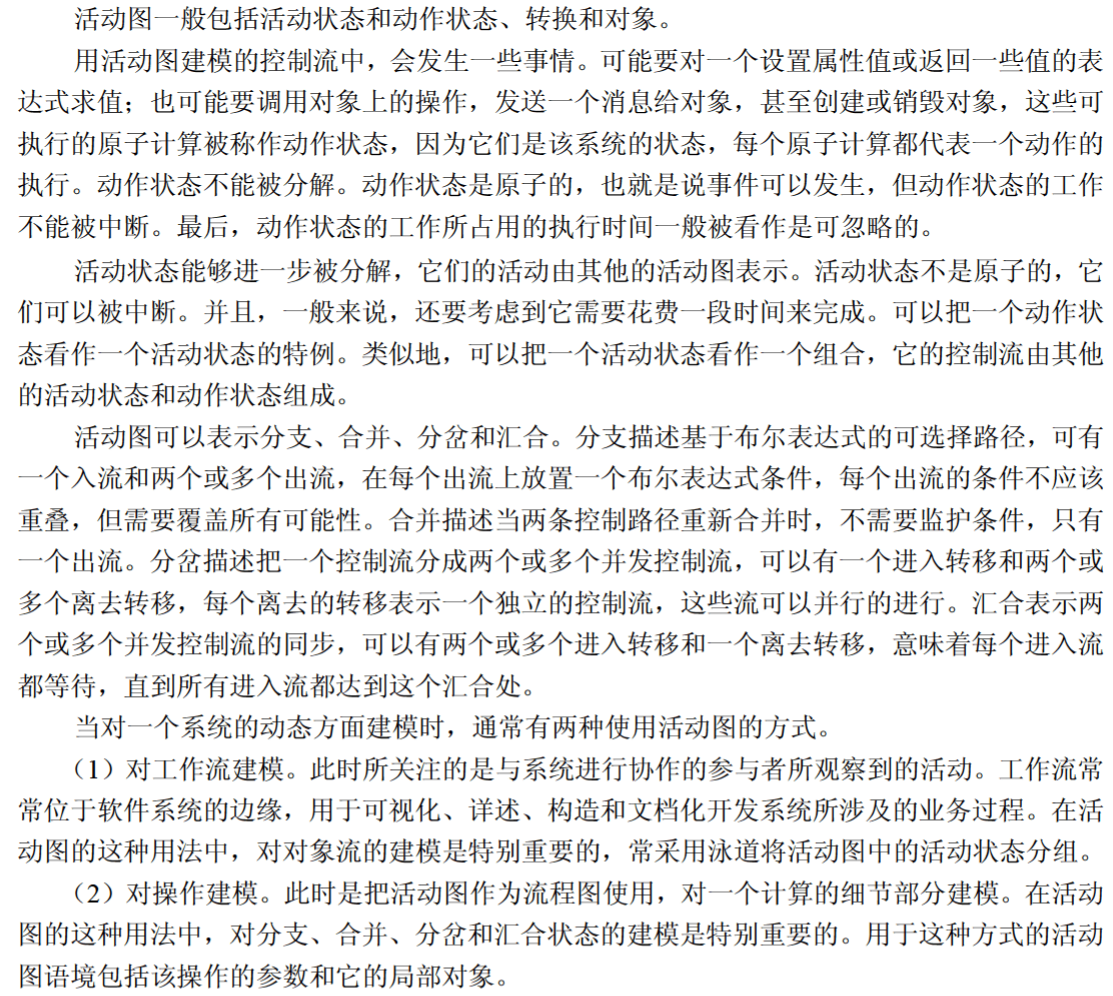 活动图一般包括活动状态和动作状态、转换和对象。
用活动图建模的控制流中，会发生一些事情。可能要对一个设置属性值或返回一些值的表
达式求值；也可能要调用对象上的操作，发送一个消息给对象，甚至创建或销毁对象，这些可
执行的原子计算被称作动作状态，因为它们是该系统的状态，每个原子计算都代表一个动作的
执行。动作状态不能被分解。动作状态是原子的，也就是说事件可以发生，但动作状态的工作
不能被中断。最后，动作状态的工作所占用的执行时间一般被看作是可忽略的。
活动状态能够进一步被分解，它们的活动由其他的活动图表示。活动状态不是原子的，它
们可以被中断。并且，一般来说，还要考虑到它需要花费一段时间来完成。可以把一个动作状
态看作一个活动状态的特例。类似地，可以把一个活动状态看作一个组合，它的控制流由其他
的活动状态和动作状态组成。
活动图可以表示分支、合并、分岔和汇合。分支描述基于布尔表达式的可选择路径，可有
一个入流和两个或多个出流，在每个出流上放置一个布尔表达式条件，每个出流的条件不应该
重叠，但需要覆盖所有可能性。合并描述当两条控制路径重新合并时，不需要监护条件，只有
一个出流。分岔描述把一个控制流分成两个或多个并发控制流，可以有一个进入转移和两个或
多个离去转移，每个离去的转移表示一个独立的控制流，这些流可以并行的进行。汇合表示两
个或多个并发控制流的同步，可以有两个或多个进入转移和一个离去转移，意味着每个进入流
都等待，直到所有进入流都达到这个汇合处。
当对一个系统的动态方面建模时，通常有两种使用活动图的方式。
（1）对工作流建模。此时所关注的是与系统进行协作的参与者所观察到的活动。工作流常
常位于软件系统的边缘，用于可视化、详述、构造和文档化开发系统所涉及的业务过程。在活
动图的这种用法中，对对象流的建模是特别重要的，常采用泳道将活动图中的活动状态分组。
（2）对操作建模。此时是把活动图作为流程图使用，对一个计算的细节部分建模。在活动
图的这种用法中，对分支、合并、分岔和汇合状态的建模是特别重要的。用于这种方式的活动
图语境包括该操作的参数和它的局部对象。